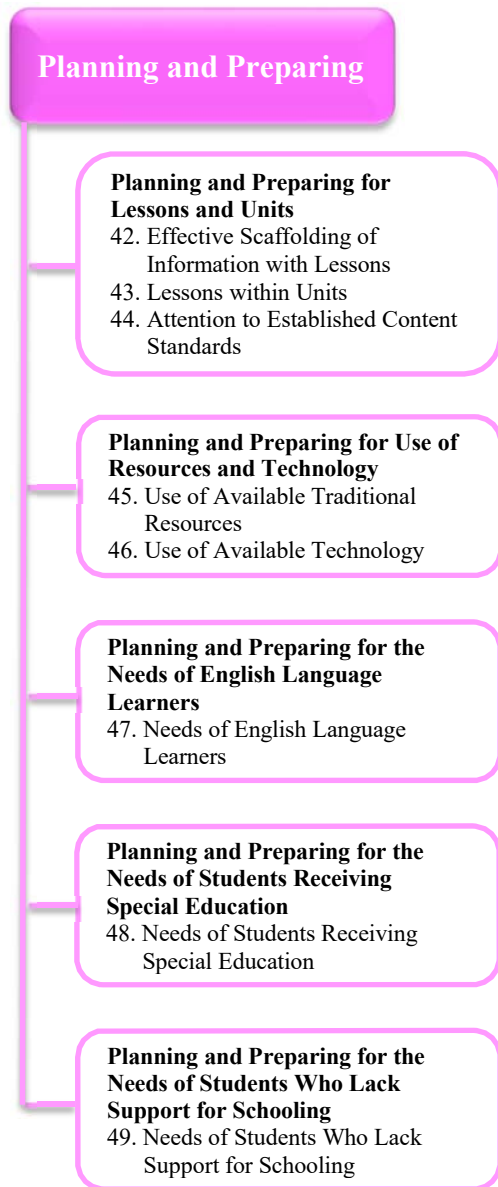 Planning and Preparing
Planning and Preparing for
Lessons and Units
42. Effective Scaffolding of
Information with Lessons
43. Lessons within Units
44. Attention to Established Content
Standards
Planning and Preparing for Use of
Resources and Technology
45. Use of Available Traditional
Resources
46. Use of Available Technology
Planning and Preparing for the
Needs of English Language
Learners
47. Needs of English Language
Learners
Planning and Preparing for the
Needs of Students Receiving
Special Education
48. Needs of Students Receiving
Special Education
Planning and Preparing for the
Needs of Students Who Lack
Support for Schooling
49. Needs of Students Who Lack
Support for Schooling